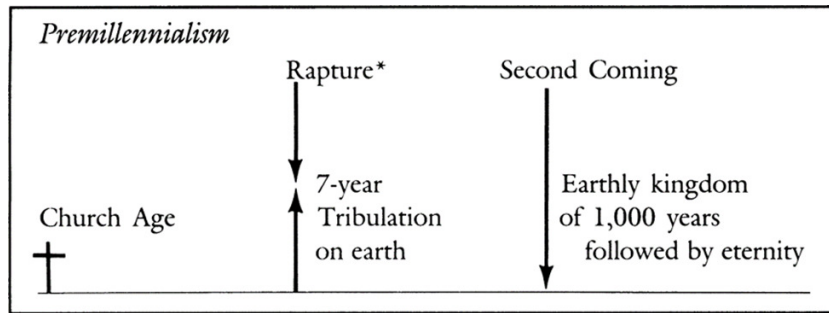 Premillennialism
Rapture*
Second Coming
Church Age
7-year
Tribulation
on earth
Earthly kingdom
of 1,000 years
followed by eternity